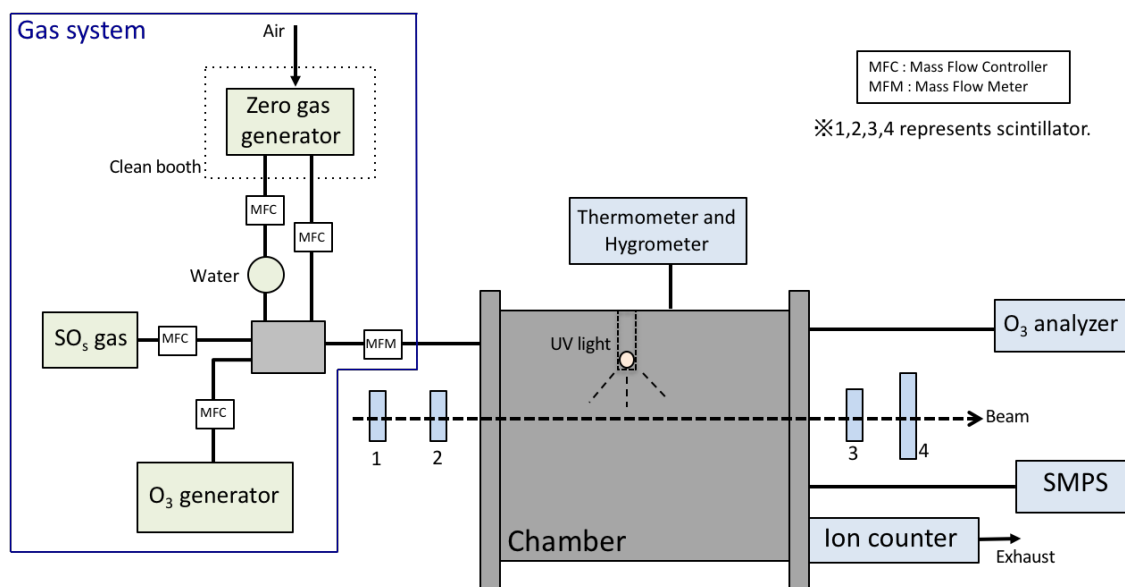 Gas system
Air
MFC : Mass Flow Controller
MFM : Mass Flow Meter
※1,2,3,4 represents scintillator.
Zero gas
generator
Clean booth
MFC
MFC
Water
Thermometer and
Hygrometer
SOs gas
MFC
MFM
UV light
O3 analyzer
MFC
Beam
1
2
3
4
O3 generator
SMPS
Chamber
Ion counter
Exhaust